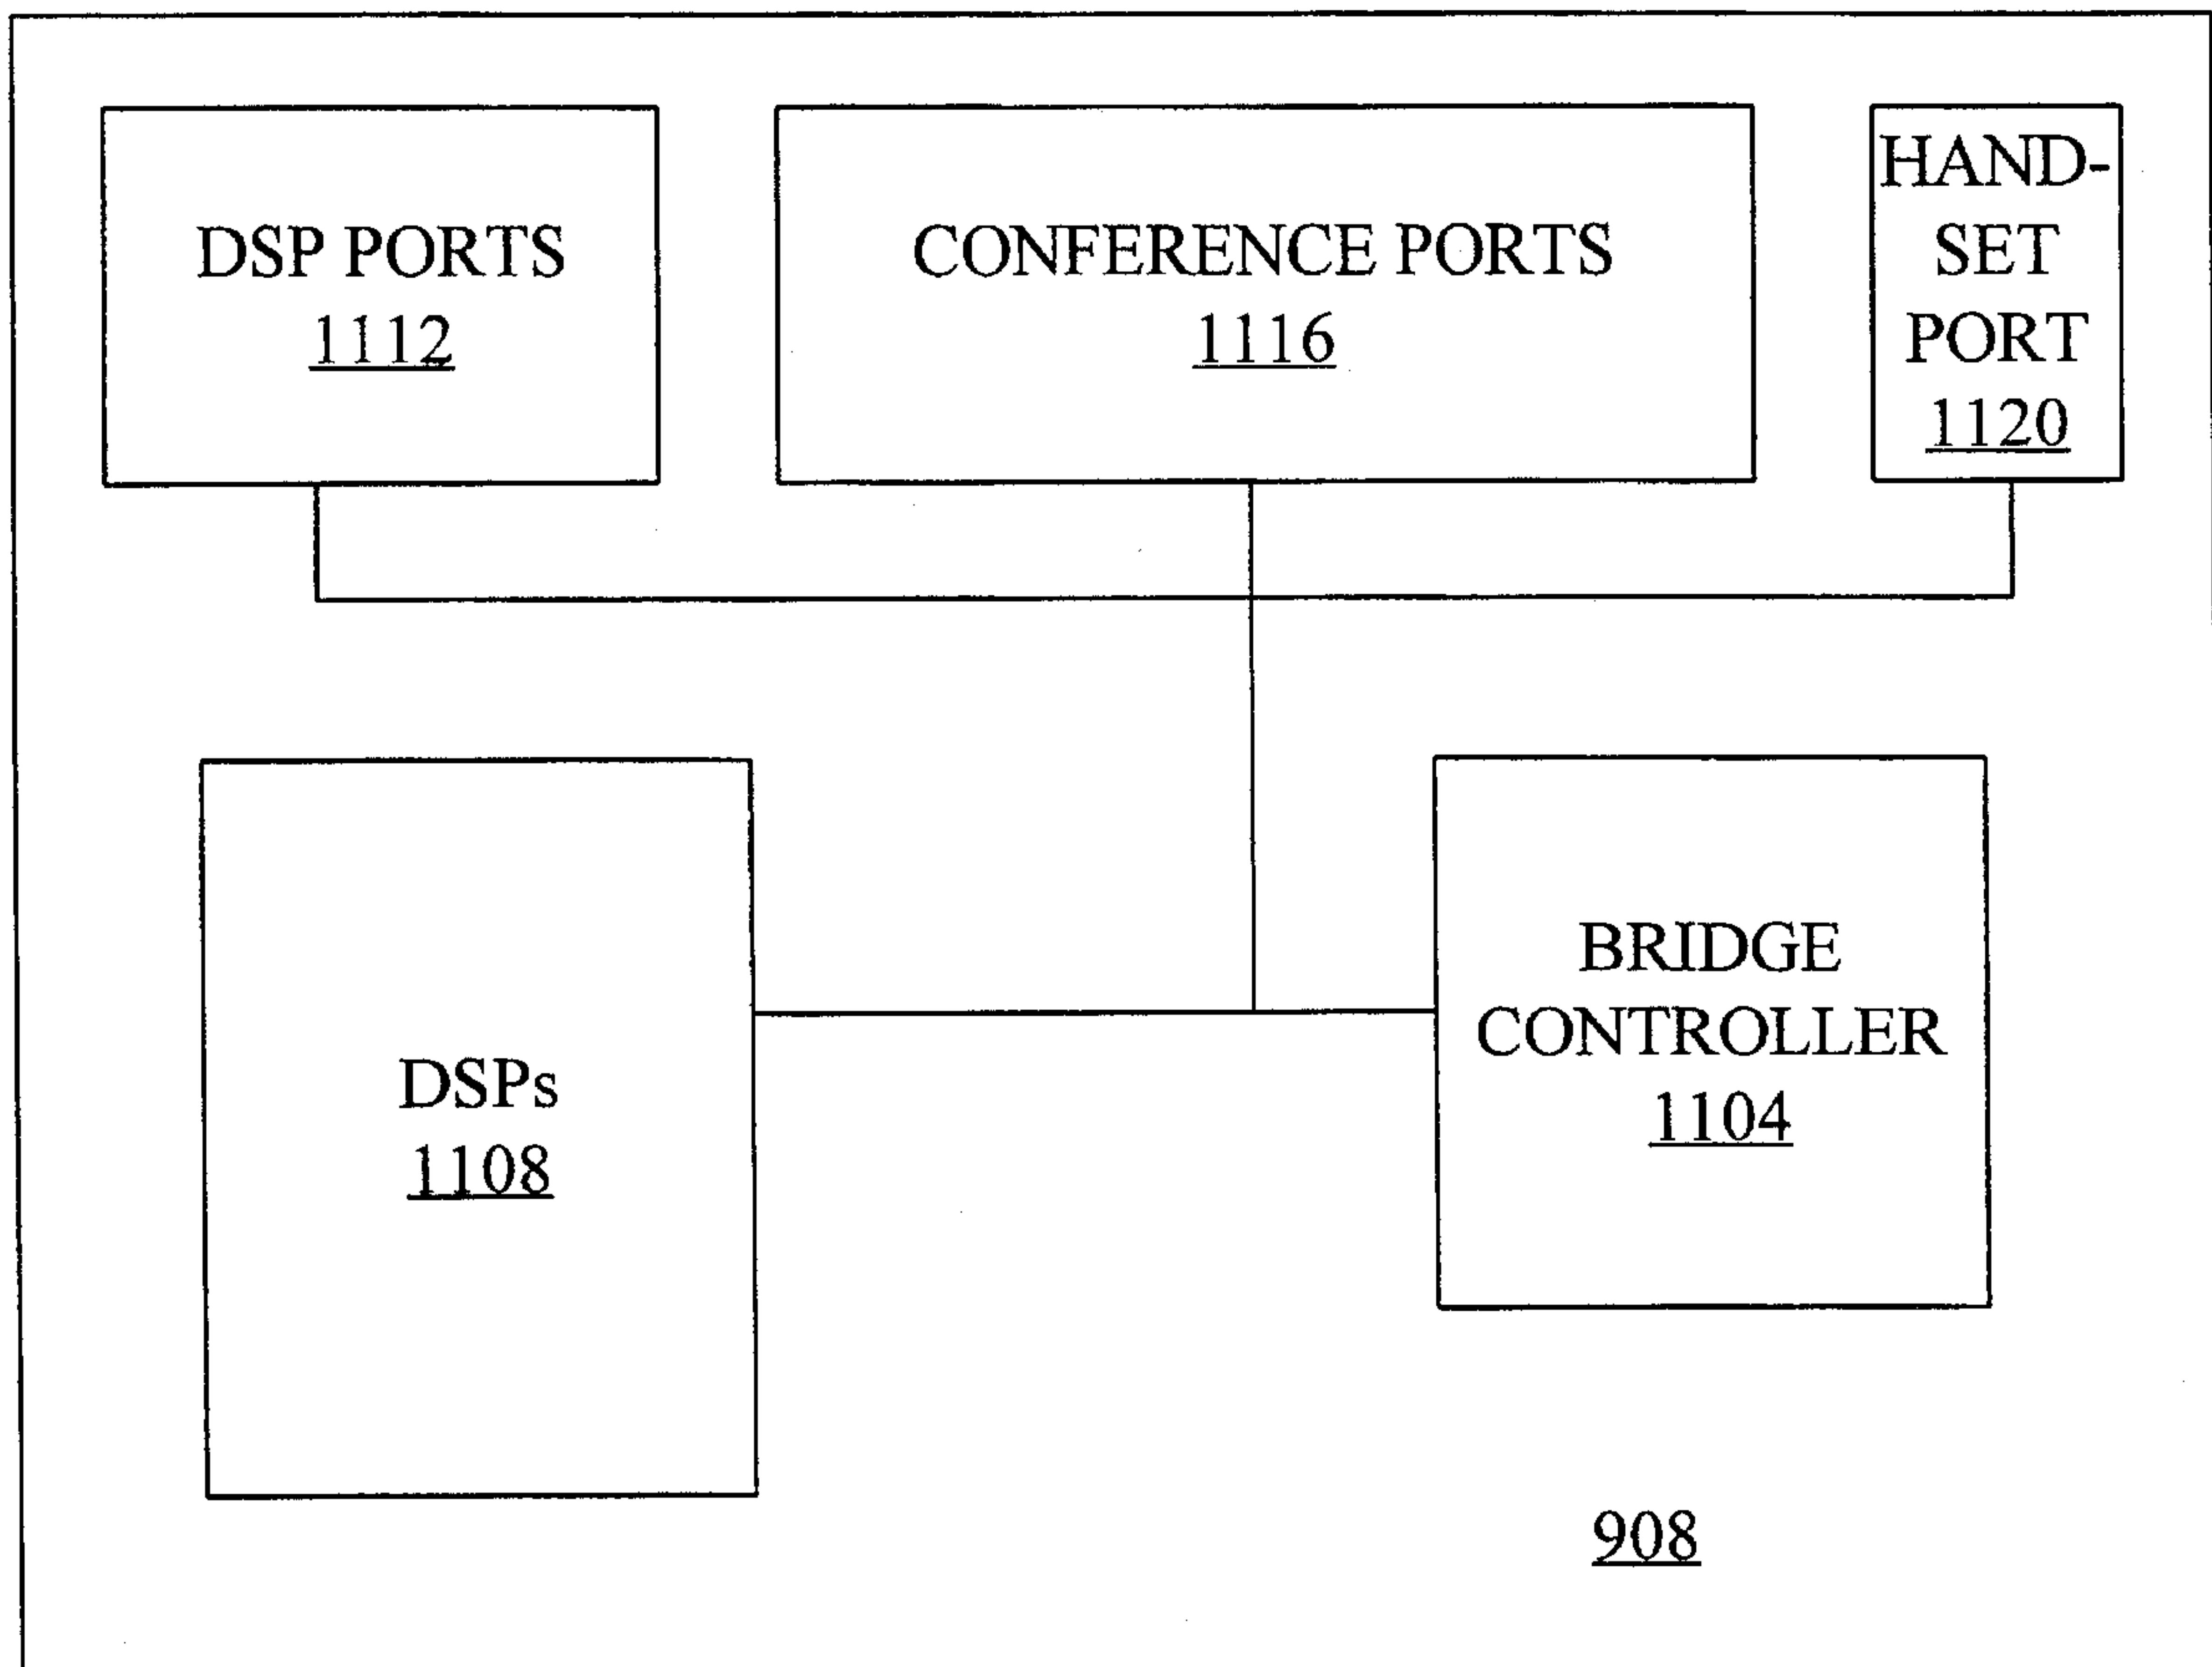 DSP PORTS
1112
CONFERENCE PORTS
1116
HAND-
SET
PORT
1120
DSPs
1108
BRIDGE
CONTROLLER
1104
908